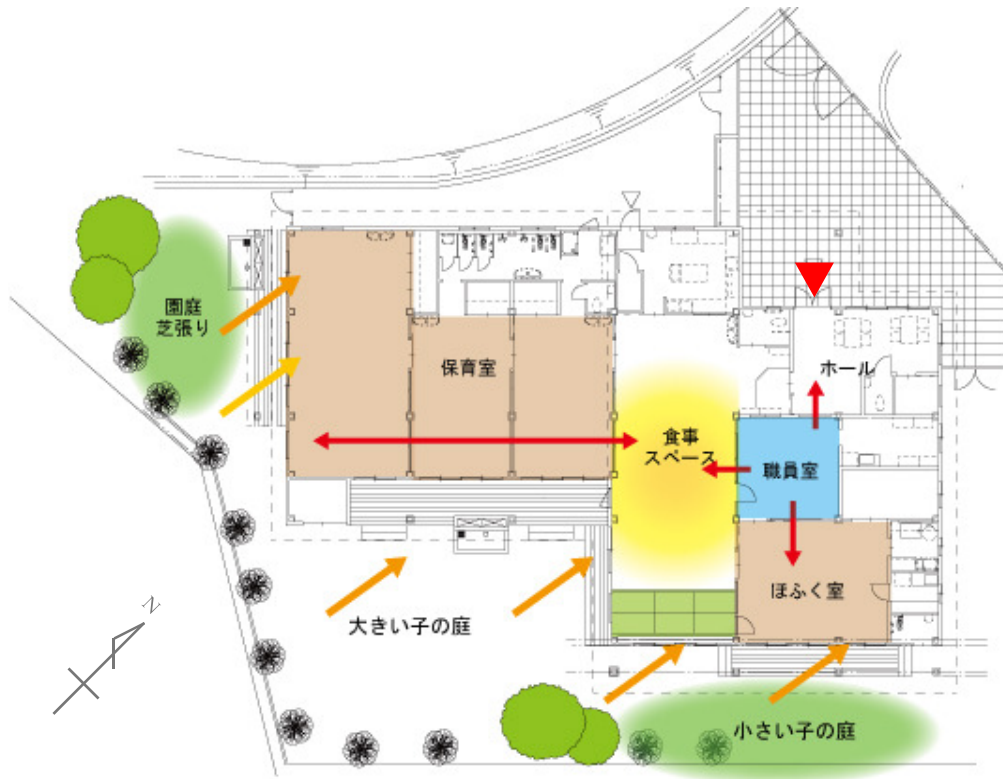 園庭
芝張り
保育室
ホール
食事
スペース
職員室
ほふく室
大きい子の庭
小さい子の庭
N